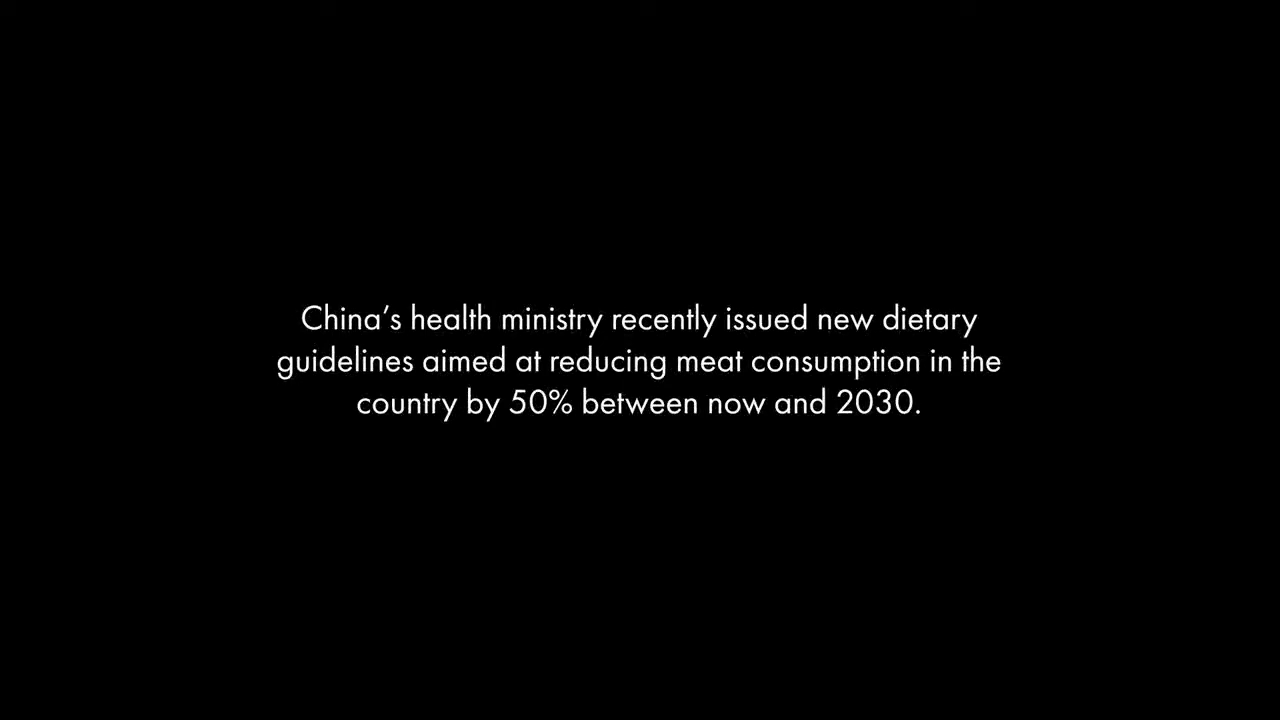 China’s health ministry recently issued new dietary
guidelines aimed at reducing meat consumption in the
country by 50% between now and 2030.